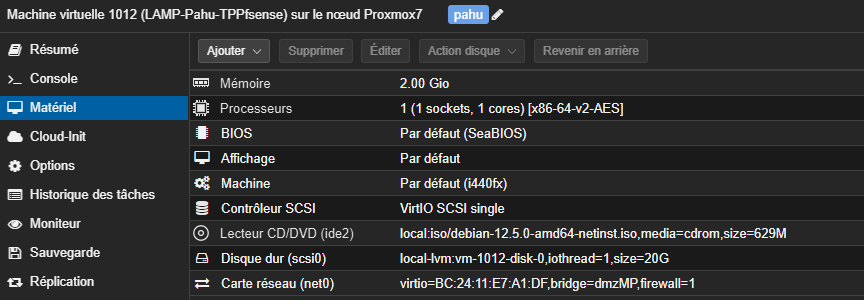 Machine virtuelle 1012 (LAMP-Pahu-TPPfsense) sur le nœud Proxmox7 pahu
Résumé
Console
Matériel
Cloud-Init
Options
Historique des tâches
Moniteur
Sauvegarde
Réplication
Ajouter Supprimer Éditer Action disque Revenir en arrière
Mémoire 2.00 Gio
Processeurs 1 (1 sockets, 1 cores) [x86-64-v2-AES]
BIOS Par défaut (SeaBIOS)
Affichage Par défaut
Machine Par défaut (i440fx)
Contrôleur SCSI VirtIO SCSI single
Lecteur CD/DVD (ide2) local:iso/debian-12.5.0-amd64-netinst.iso,media=cdrom,size=629M
Disque dur (scsi0) local-lvm:vm-1012-disk-0,iothread=1,size=20G
Carte réseau (net0) virtio=BC:24:11:E7:A1:DF,bridge=dmzMP,firewall=1